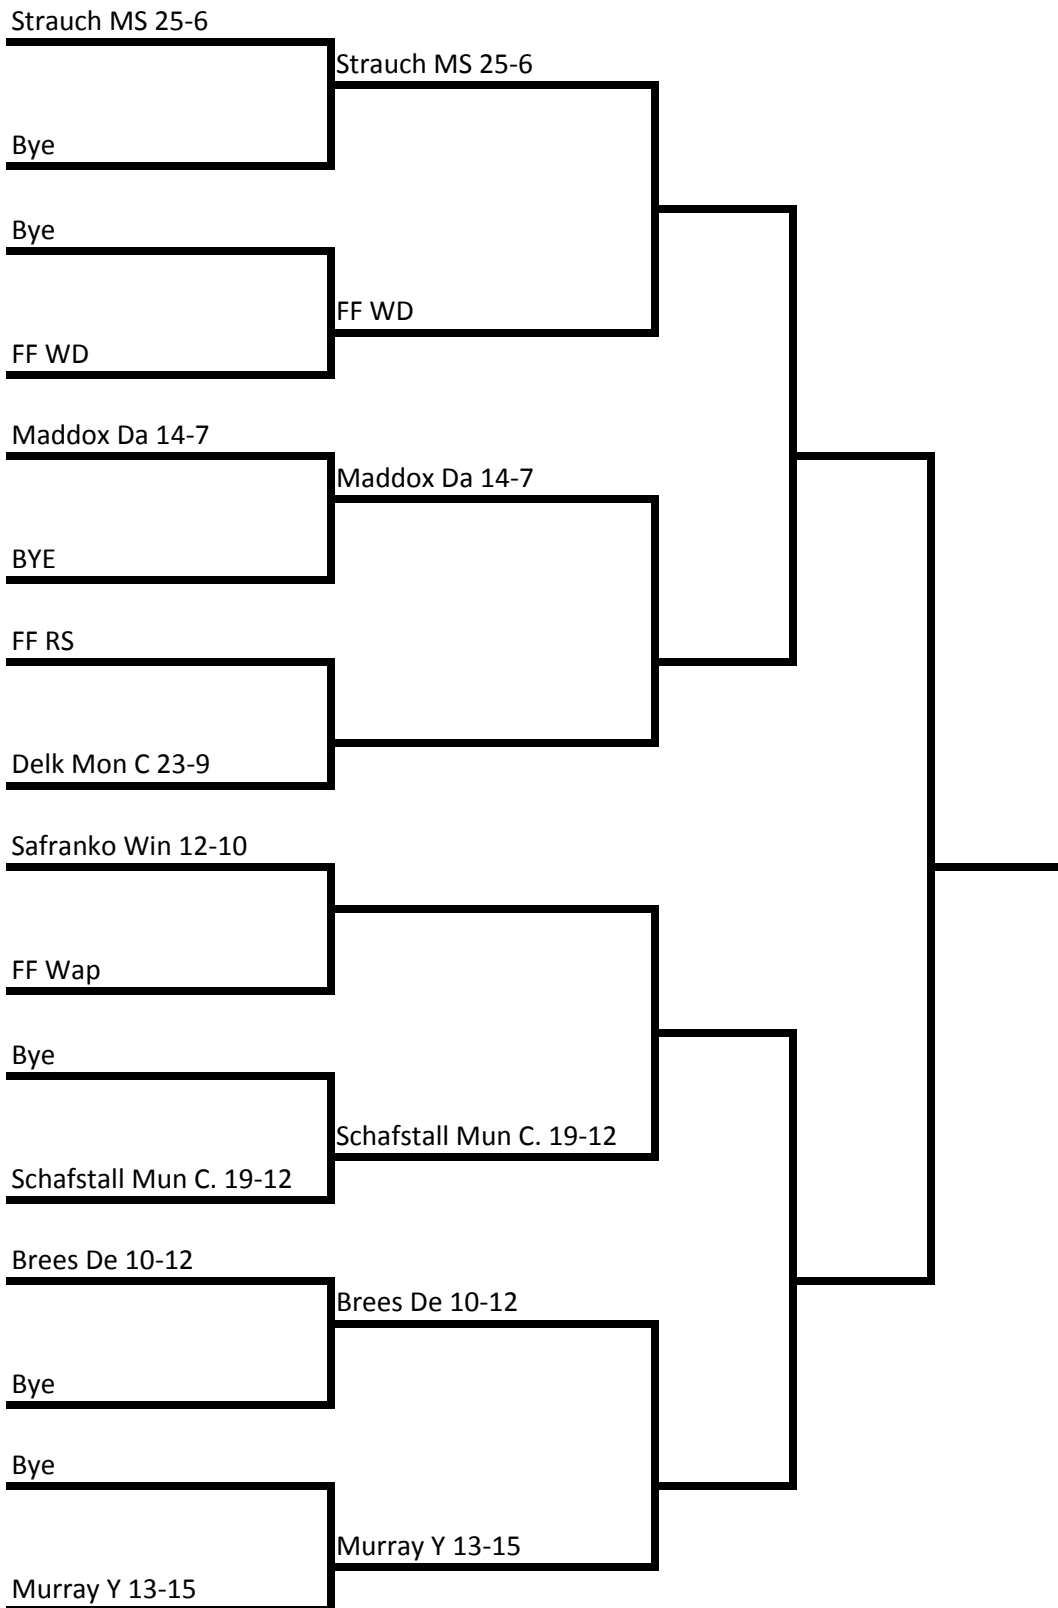 Strauch MS 25-6
Strauch MS 25-6
Bye
Bye
FF WD
FF WD
Maddox Da 14-7
Maddox Da 14-7
BYE
FF RS
Delk Mon C 23-9
Safranko Win 12-10
FF Wap
Bye
Schafstall Mun C. 19-12
Schafstall Mun C. 19-12
Brees De 10-12
Brees De 10-12
Bye
Bye
Murray Y 13-15
Murray Y 13-15